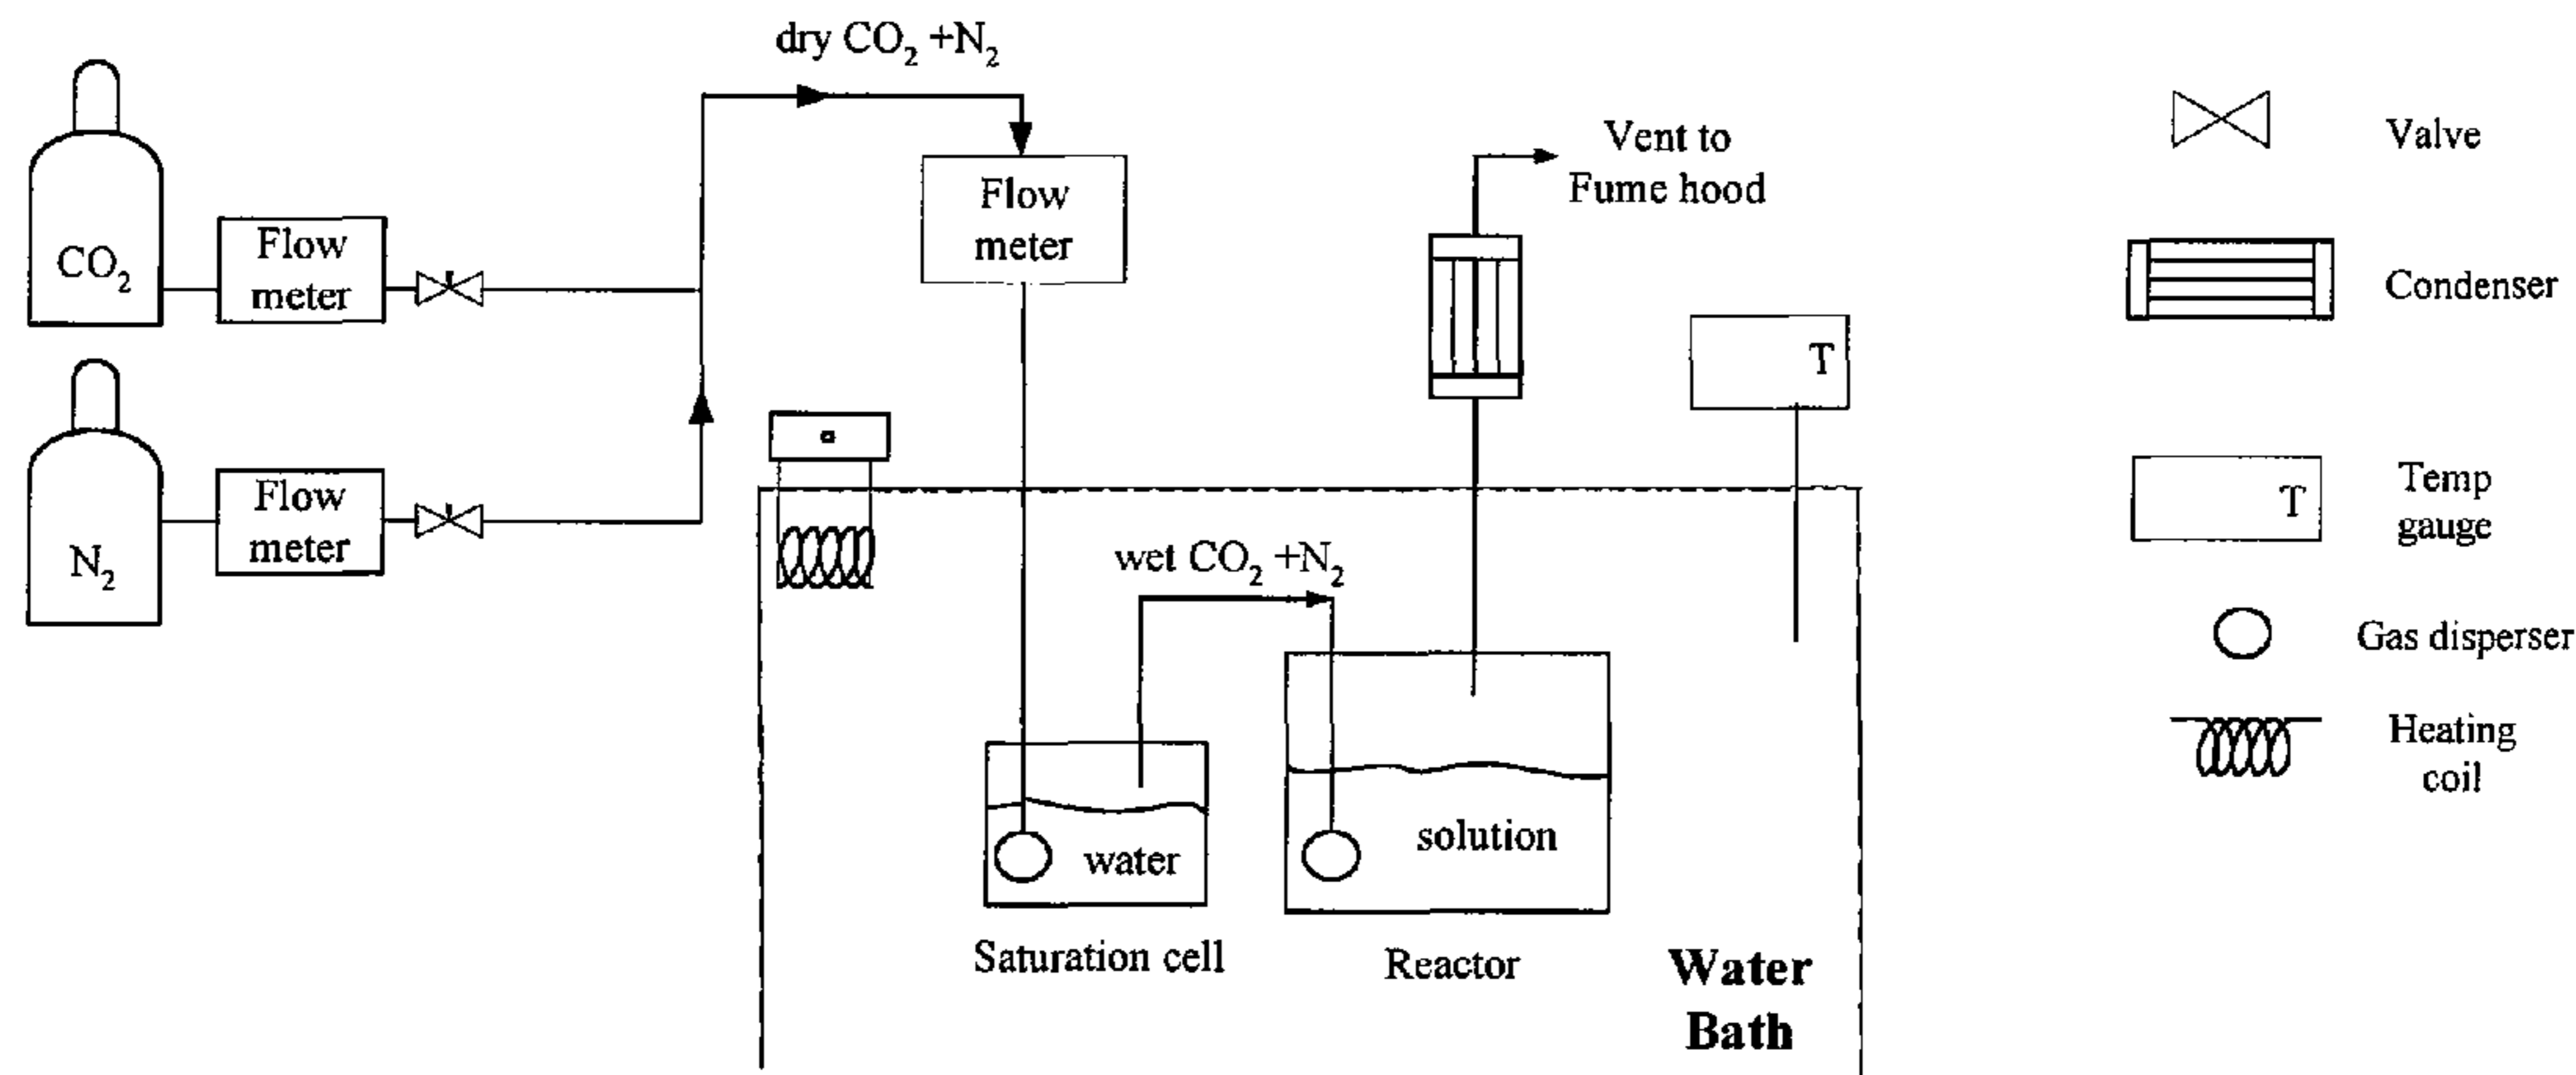 dry CO₂ +N₂
CO₂
Flow
meter
N₂
Flow
meter
Flow
meter
Vent to
Fume hood
T
wet CO₂ +N₂
water
solution
Saturation cell
Reactor
Water
Bath
Valve
Condenser
T
Temp
gauge
Gas disperser
Heating
coil